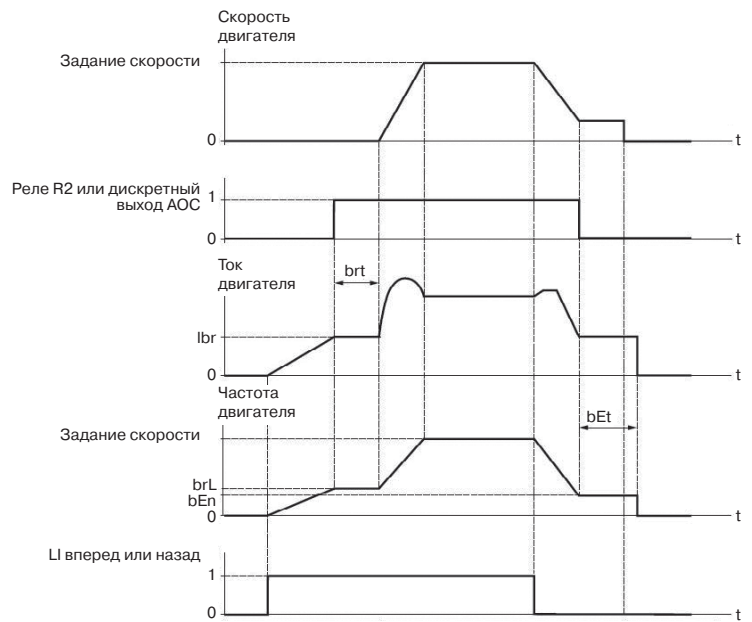 Скорость
двигателя
Задание скорости
0
t
Реле R2 или дискретный
выход АОС
1
0
t
Ток
двигателя
brt
Ibr
0
t
Частота
двигателя
bEt
Задание скорости
brL
bEn
0
t
LI вперед или назад
1
0
t